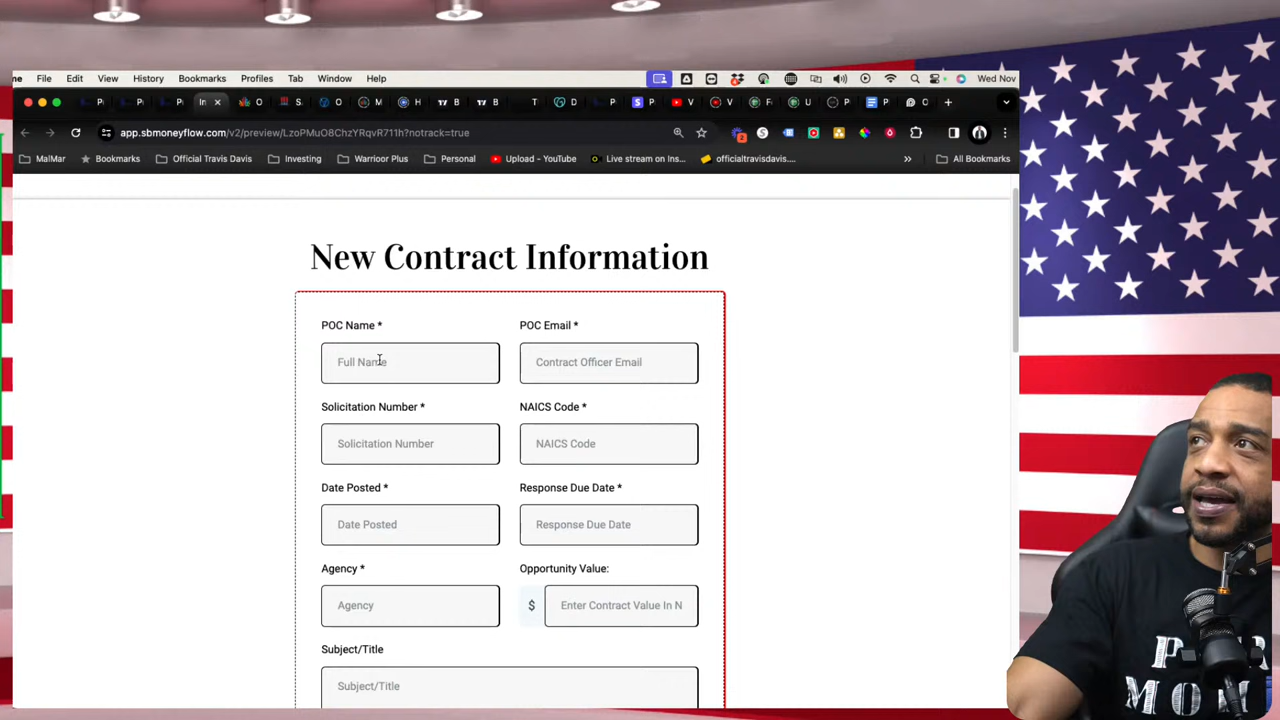 File Edit View History Bookmarks Profiles Tab Window Help Wed Nov
app.sbmoneyflow.com/v2/preview/LzoPMuO8ChzYRqvR711h?notrack=true
MalMar Bookmarks Official Travis Davis Investing Warrioor Plus Personal Upload - YouTube Live stream on Ins... officialtravisdavis.... » All Bookmarks
New Contract Information
POC Name * POC Email *
Full Name Contract Officer Email
Solicitation Number * NAICS Code *
Solicitation Number NAICS Code
Date Posted * Response Due Date *
Date Posted Response Due Date
Agency * Opportunity Value:
Agency $ Enter Contract Value In N
Subject/Title
Subject/Title